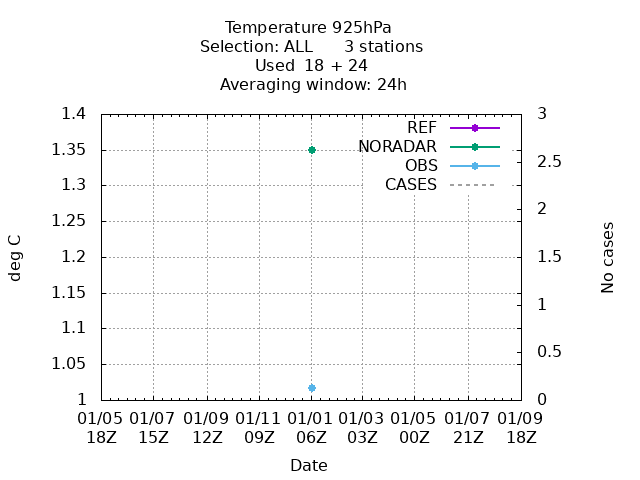 Temperature 925hPa
Selection: ALL      3 stations
Used  18 + 24
Averaging window: 24h
1.4
1.35
1.3
1.25
1.2
1.15
1.1
1.05
1
3
2.5
2
1.5
1
0.5
0
REF
NORADAR
OBS
CASES
deg C
No cases
01/05 01/07 01/09 01/11 01/01 01/03 01/05 01/07 01/09
18Z 15Z 12Z 09Z 06Z 03Z 00Z 21Z 18Z
Date